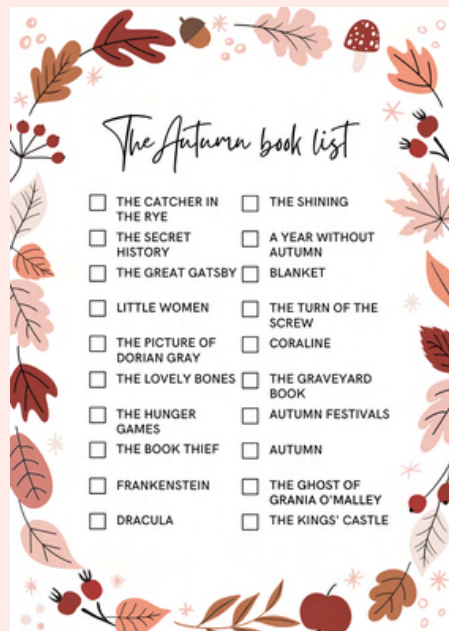 The Autumn book list
THE CATCHER IN
THE RYE
THE SECRET
HISTORY
THE GREAT GATSBY
LITTLE WOMEN
THE PICTURE OF
DORIAN GRAY
THE LOVELY BONES
THE HUNGER
GAMES
THE BOOK THIEF
FRANKENSTEIN
DRACULA
THE SHINING
A YEAR WITHOUT
AUTUMN
BLANKET
THE TURN OF THE
SCREW
CORALINE
THE GRAVEYARD
BOOK
AUTUMN FESTIVALS
AUTUMN
THE GHOST OF
GRANIA O'MALLEY
THE KINGS' CASTLE